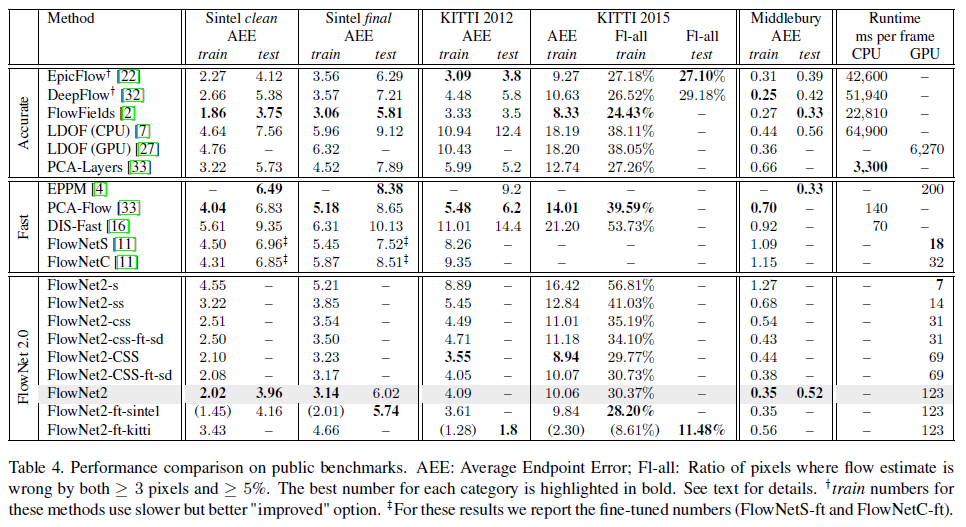 Method Sintel clean Sintel final KITTI 2012 KITTI 2015 Middlebury Runtime
AEE AEE AEE AEE Fl-all Fl-all AEE ms per frame
train test train test train test train train test train test CPU GPU
Accurate
EpicFlow† [22] 2.27 4.12 3.56 6.29 3.09 3.8 9.27 27.18% 27.10% 0.31 0.39 42,600 –
DeepFlow† [32] 2.66 5.38 3.57 7.21 4.48 5.8 10.63 26.52% 29.18% 0.25 0.42 51,940 –
FlowFields [2] 1.86 3.75 3.06 5.81 3.33 3.5 8.33 24.43% – 0.27 0.33 22,810 –
LDOF (CPU) [7] 4.64 7.56 5.96 9.12 10.94 12.4 18.19 38.11% – 0.44 0.56 64,900 –
LDOF (GPU) [27] 4.76 – 6.32 – 10.43 – 18.20 38.05% – 0.36 – – 6,270
PCA-Layers [33] 3.22 5.73 4.52 7.89 5.99 5.2 12.74 27.26% – 0.66 – 3,300 –
Fast
EPPM [4] – 6.49 – 8.38 – 9.2 – – – – 0.33 – 200
PCA-Flow [33] 4.04 6.83 5.18 8.65 5.48 6.2 14.01 39.59% – 0.70 – 140 –
DIS-Fast [16] 5.61 9.35 6.31 10.13 11.01 14.4 21.20 53.73% – 0.92 – 70 –
FlowNetS [11] 4.50 6.96‡ 5.45 7.52‡ 8.26 – – – – 1.09 – – 18
FlowNetC [11] 4.31 6.85‡ 5.87 8.51‡ 9.35 – – – – 1.15 – – 32
FlowNet 2.0
FlowNet2-s 4.55 – 5.21 – 8.89 – 16.42 56.81% – 1.27 – – 7
FlowNet2-ss 3.22 – 3.85 – 5.45 – 12.84 41.03% – 0.68 – – 14
FlowNet2-css 2.51 – 3.54 – 4.49 – 11.01 35.19% – 0.54 – – 31
FlowNet2-css-ft-sd 2.50 – 3.50 – 4.71 – 11.18 34.10% – 0.43 – – 31
FlowNet2-CSS 2.10 – 3.23 – 3.55 – 8.94 29.77% – 0.44 – – 69
FlowNet2-CSS-ft-sd 2.08 – 3.17 – 4.05 – 10.07 30.73% – 0.38 – – 69
FlowNet2 2.02 3.96 3.14 6.02 4.09 – 10.06 30.37% – 0.35 0.52 – 123
FlowNet2-ft-sintel (1.45) 4.16 (2.01) 5.74 3.61 – 9.84 28.20% – 0.35 – – 123
FlowNet2-ft-kitti 3.43 – 4.66 – (1.28) 1.8 (2.30) (8.61%) 11.48% 0.56 – – 123
Table 4. Performance comparison on public benchmarks. AEE: Average Endpoint Error; Fl-all: Ratio of pixels where flow estimate is
wrong by both ≥ 3 pixels and ≥ 5%. The best number for each category is highlighted in bold. See text for details. †train numbers for
these methods use slower but better "improved" option. ‡For these results we report the fine-tuned numbers (FlowNetS-ft and FlowNetC-ft).